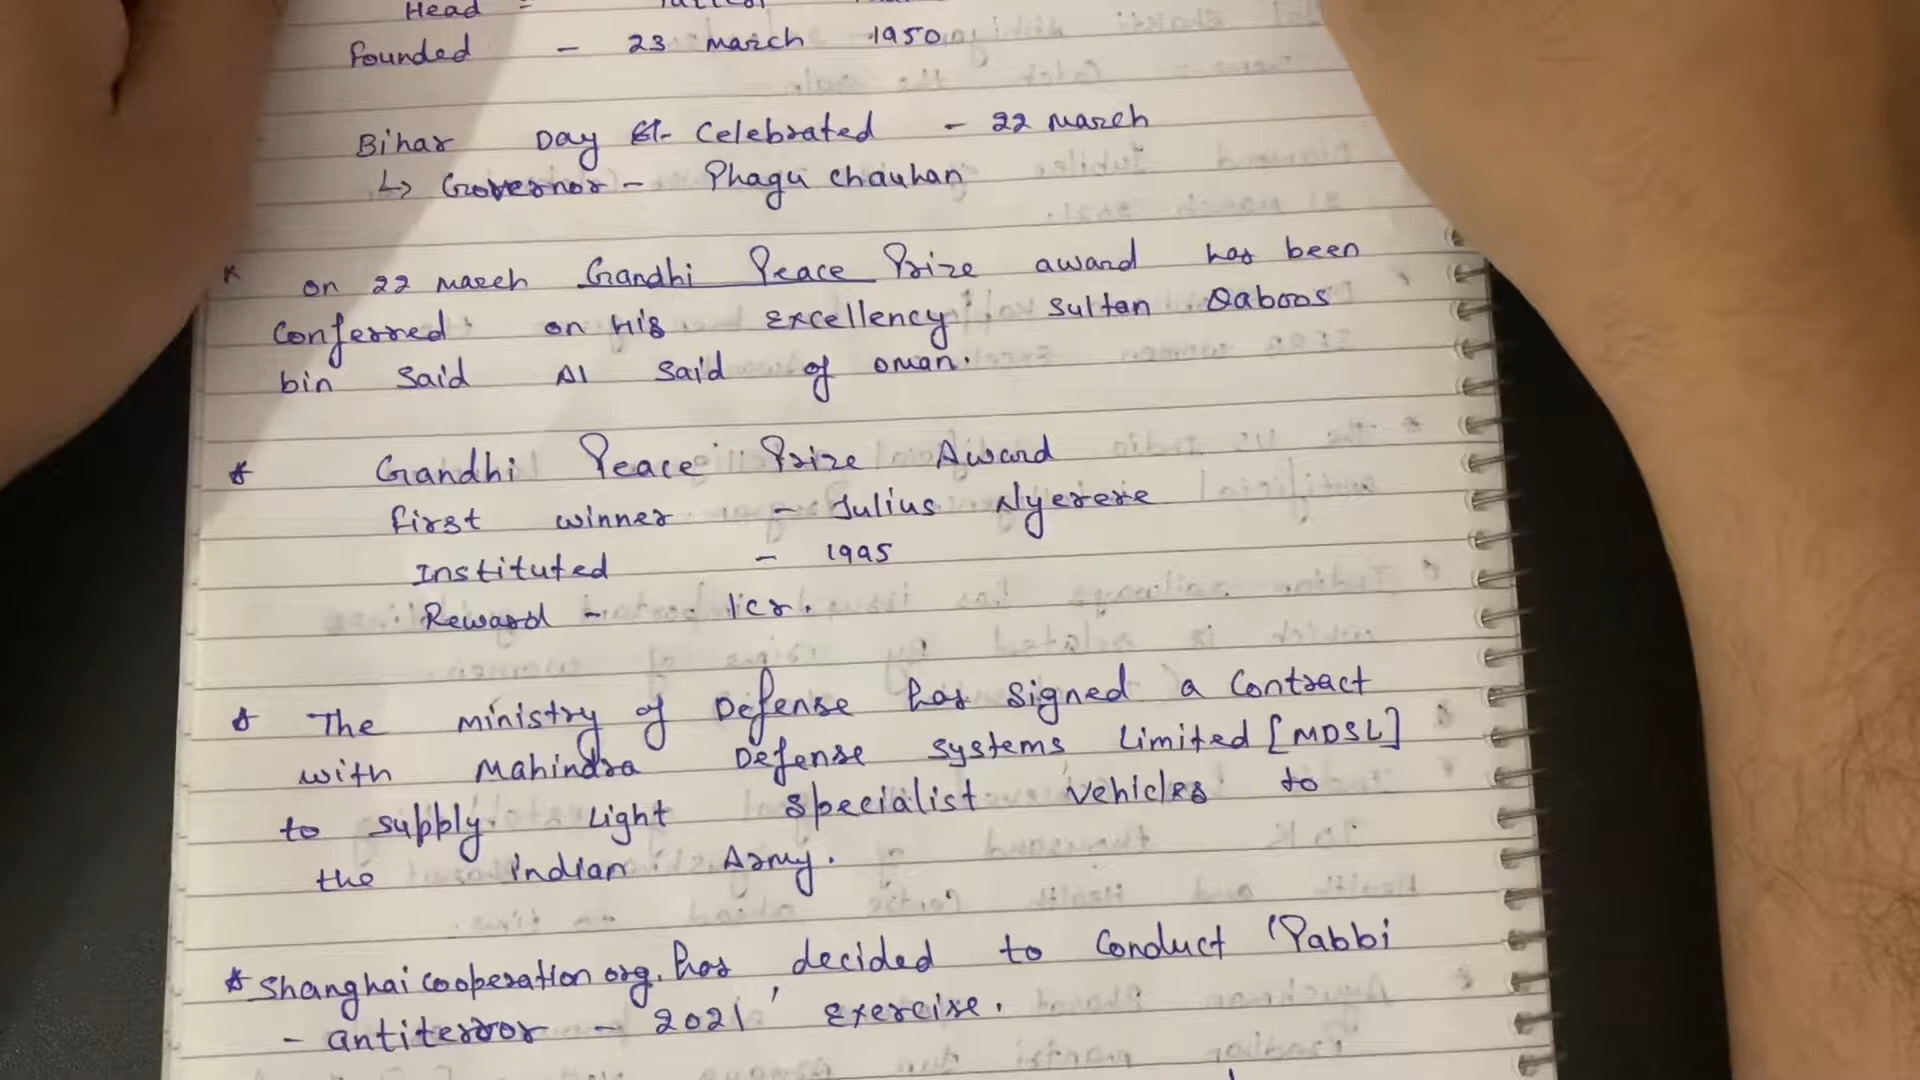 Head -
founded - 23 march 1950
Bihar Day Celebrated - 22 march
↳ Governor - Phagu chauhan
* on 22 march Gandhi Peace Prize award has been
Conferred on His Excellency Sultan Qaboos
bin Said Al Said of oman.
* Gandhi Peace Prize Award
first winner - Julius Nyerere
Instituted - 1995
Reward - 1cr.
* The ministry of Defense has signed a Contract
with Mahindra Defense systems Limited [MDSL]
to supply Light specialist vehicles to
the indian Army.
* Shanghai cooperation org. has decided to Conduct 'Pabbi
- antiterror - 2021' Exercise.